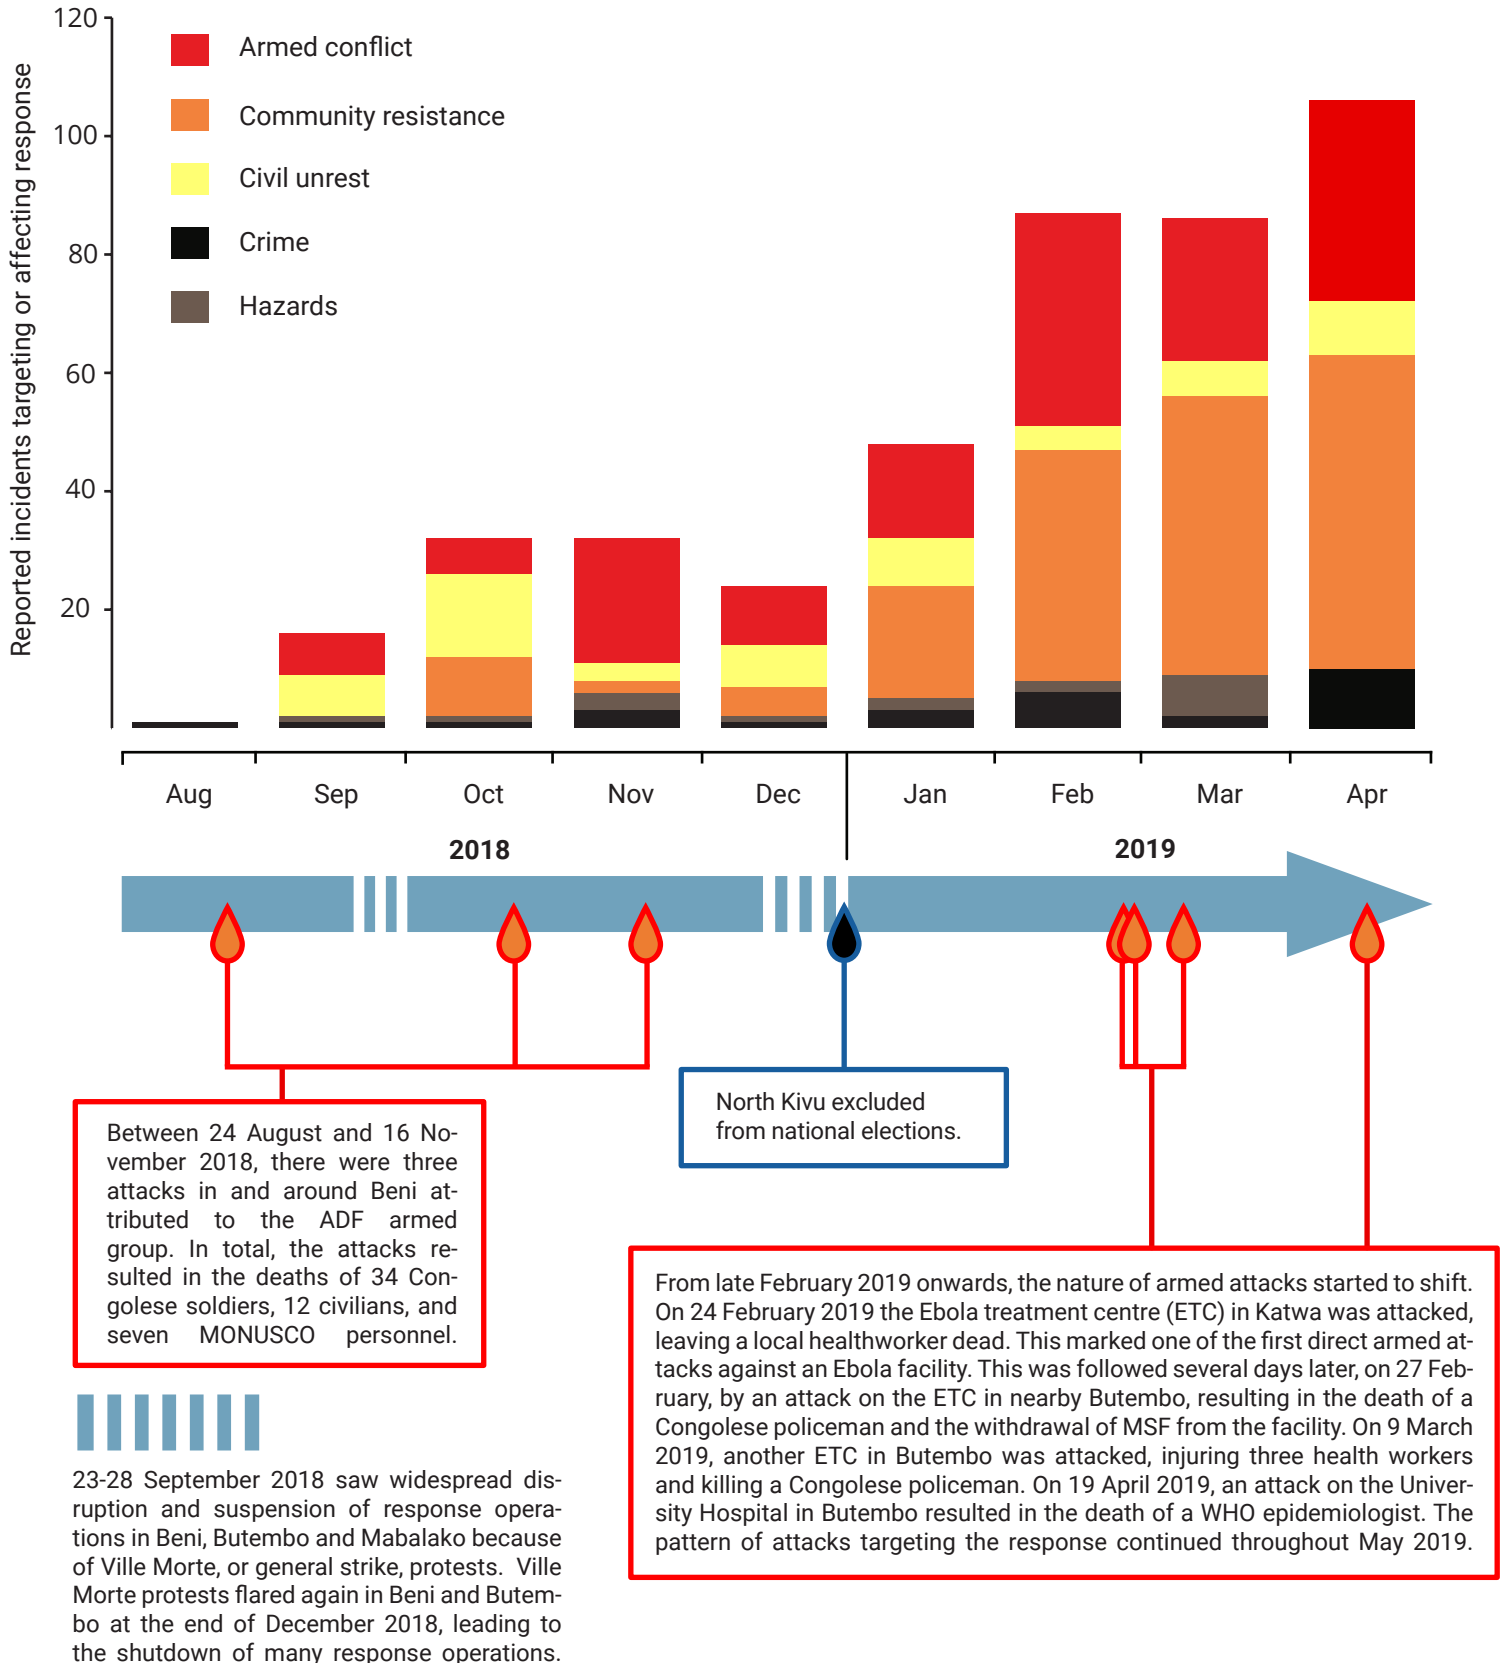 Reported incidents targeting or affecting response
120
100
80
60
40
20
Armed conflict
Community resistance
Civil unrest
Crime
Hazards
Aug Sep Oct Nov Dec Jan Feb Mar Apr
2018 2019
North Kivu excluded
from national elections.
Between 24 August and 16 No-
vember 2018, there were three
attacks in and around Beni at-
tributed to the ADF armed
group. In total, the attacks re-
sulted in the deaths of 34 Con-
golese soldiers, 12 civilians, and
seven MONUSCO personnel.
From late February 2019 onwards, the nature of armed attacks started to shift.
On 24 February 2019 the Ebola treatment centre (ETC) in Katwa was attacked,
leaving a local healthworker dead. This marked one of the first direct armed at-
tacks against an Ebola facility. This was followed several days later, on 27 Feb-
ruary, by an attack on the ETC in nearby Butembo, resulting in the death of a
Congolese policeman and the withdrawal of MSF from the facility. On 9 March
2019, another ETC in Butembo was attacked, injuring three health workers
and killing a Congolese policeman. On 19 April 2019, an attack on the Univer-
sity Hospital in Butembo resulted in the death of a WHO epidemiologist. The
pattern of attacks targeting the response continued throughout May 2019.
23-28 September 2018 saw widespread dis-
ruption and suspension of response opera-
tions in Beni, Butembo and Mabalako because
of Ville Morte, or general strike, protests. Ville
Morte protests flared again in Beni and Butem-
bo at the end of December 2018, leading to
the shutdown of many response operations.